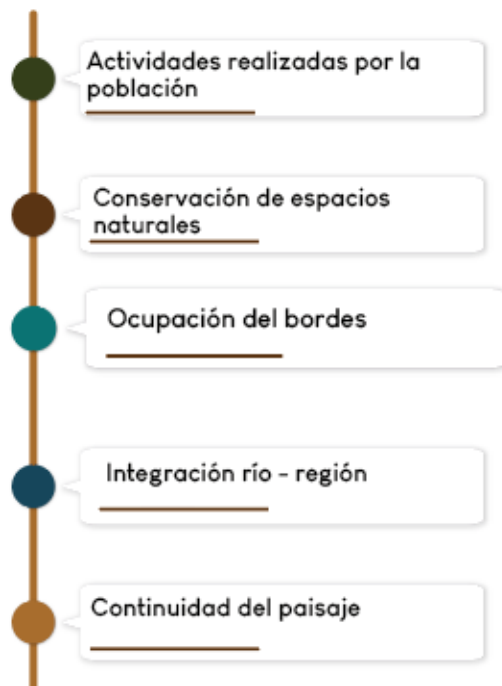 Actividades realizadas por la
población
Conservación de espacios
naturales
Ocupación del bordes
Integración río - región
Continuidad del paisaje